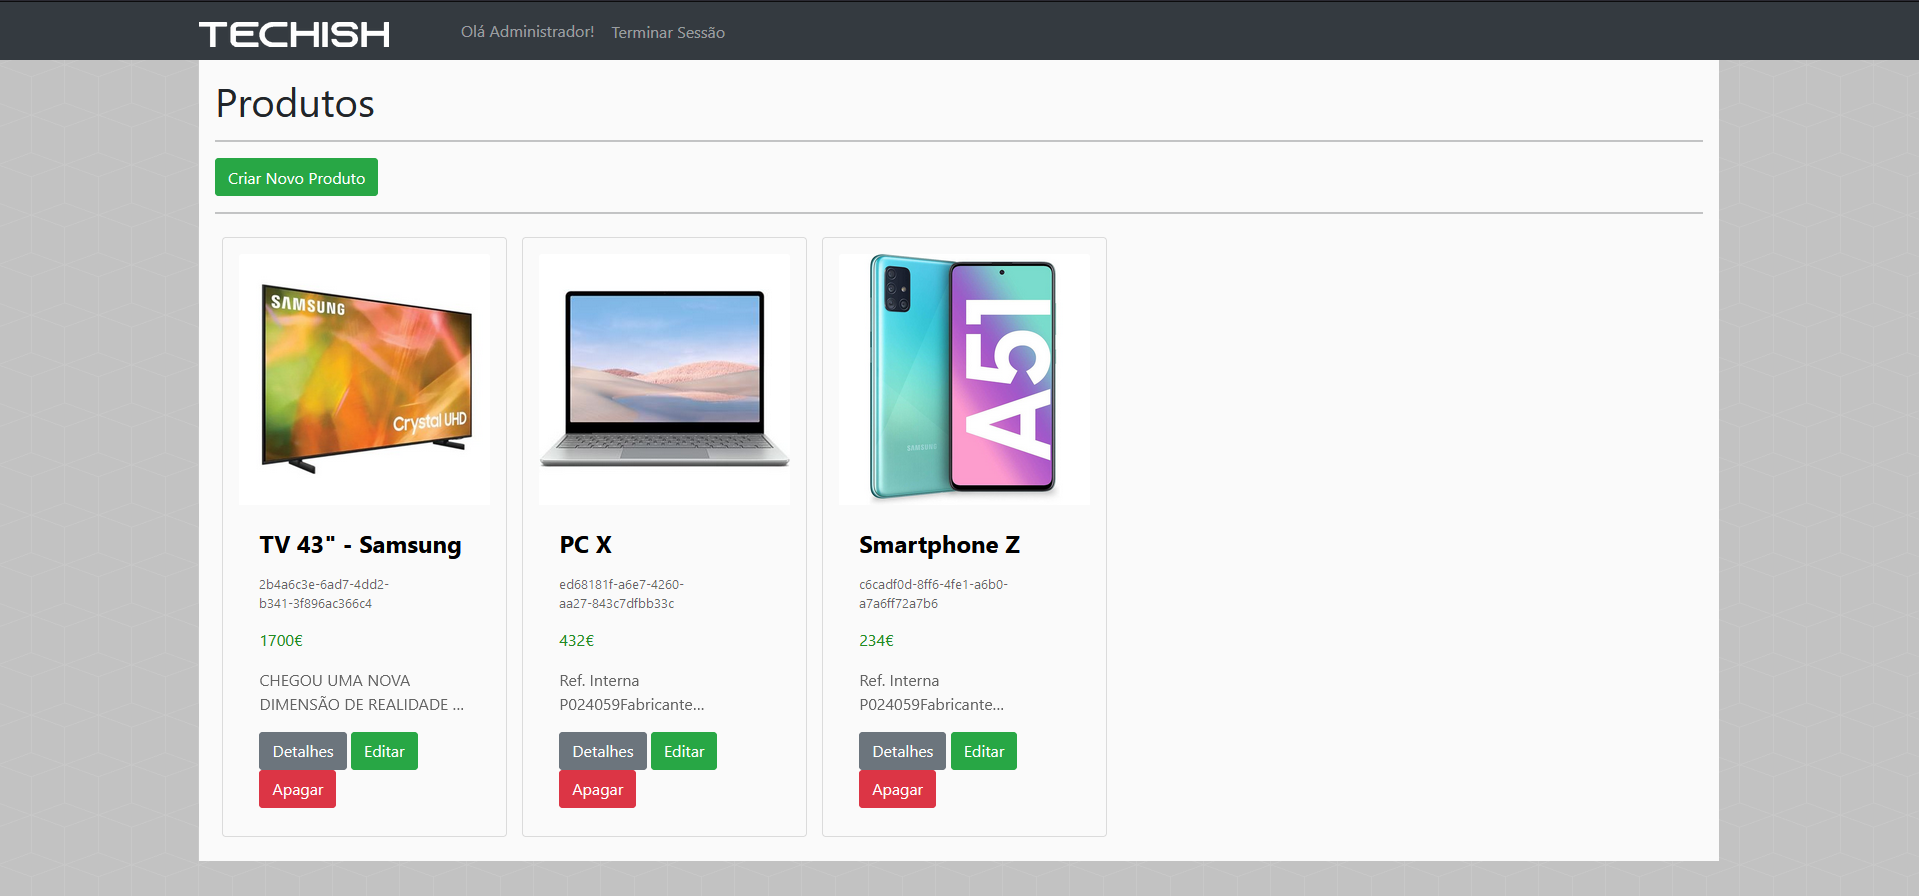 TECHISH
Olá Administrador!
Terminar Sessão
Produtos
Criar Novo Produto
SAMSUNG
Crystal UHD
TV 43" - Samsung
2b4a6c3e-6ad7-4dd2-
b341-3f896ac366c4
1700€
CHEGOU UMA NOVA
DIMENSÃO DE REALIDADE ...
Detalhes
Editar
Apagar
PC X
ed68181f-a6e7-4260-
aa27-843c7dfbb33c
432€
Ref. Interna
P024059Fabricante...
Detalhes
Editar
Apagar
SAMSUNG
A51
Smartphone Z
c6cadf0d-8ff6-4fe1-a6b0-
a7a6ff72a7b6
234€
Ref. Interna
P024059Fabricante...
Detalhes
Editar
Apagar